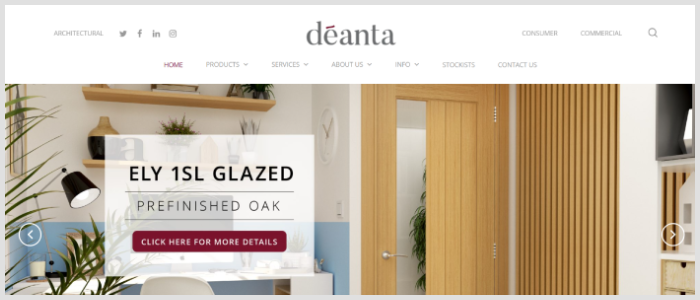 ARCHITECTURAL
déanta
CONSUMER COMMERCIAL
HOME PRODUCTS SERVICES ABOUT US INFO STOCKISTS CONTACT US
ELY 1SL GLAZED
PREFINISHED OAK
CLICK HERE FOR MORE DETAILS